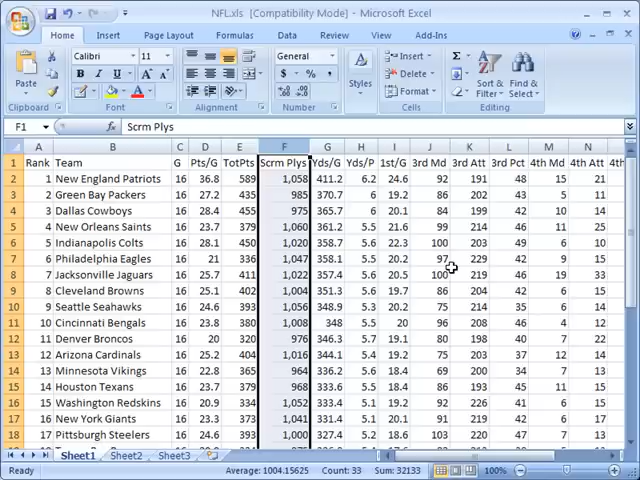 NFL.xls [Compatibility Mode] - Microsoft Excel
Home Insert Page Layout Formulas Data Review View Add-Ins
Paste
Clipboard
Calibri 11
B I U
Font
Alignment
General
$ % ,
Number
Styles
Insert
Delete
Format
Cells
Sort & Filter
Find & Select
Editing
F1 fx Scrm Plys
A B C D E F G H I J K L M N
1 Rank Team G Pts/G TotPts Scrm Plys Yds/G Yds/P 1st/G 3rd Md 3rd Att 3rd Pct 4th Md 4th Att 4th
2 1 New England Patriots 16 36.8 589 1,058 411.2 6.2 24.6 92 191 48 15 21
3 2 Green Bay Packers 16 27.2 435 985 370.7 6 19.2 86 202 43 5 11
4 3 Dallas Cowboys 16 28.4 455 975 365.7 6 20.1 84 199 42 10 14
5 4 New Orleans Saints 16 23.7 379 1,060 361.2 5.5 21.6 99 214 46 11 25
6 5 Indianapolis Colts 16 28.1 450 1,020 358.7 5.6 22.3 100 203 49 6 10
7 6 Philadelphia Eagles 16 21 336 1,047 358.1 5.5 20.2 97 229 42 9 15
8 7 Jacksonville Jaguars 16 25.7 411 1,022 357.4 5.6 20.5 100 219 46 19 33
9 8 Cleveland Browns 16 25.1 402 1,004 351.3 5.6 19.7 86 204 42 6 15
10 9 Seattle Seahawks 16 24.6 393 1,056 348.9 5.3 20.2 75 214 35 6 14
11 10 Cincinnati Bengals 16 23.8 380 1,008 348 5.5 20 96 208 46 4 12
12 11 Denver Broncos 16 20 320 976 346.3 5.7 19.1 80 198 40 7 22
13 12 Arizona Cardinals 16 25.2 404 1,016 344.1 5.4 19.2 75 203 37 12 14
14 13 Minnesota Vikings 16 22.8 365 964 336.2 5.6 18.4 69 200 34 7 14
15 14 Houston Texans 16 23.7 379 968 333.6 5.5 18.4 86 193 45 11 15
16 15 Washington Redskins 16 20.9 334 1,052 333.4 5.1 19.2 92 226 41 6 15
17 16 New York Giants 16 23.3 373 1,041 331.4 5.1 20.1 91 219 42 6 17
18 17 Pittsburgh Steelers 16 24.6 393 1,000 327.4 5.2 18.6 103 220 47 7 13
Sheet1 Sheet2 Sheet3
Ready Average: 1004.15625 Count: 33 Sum: 32133 100%